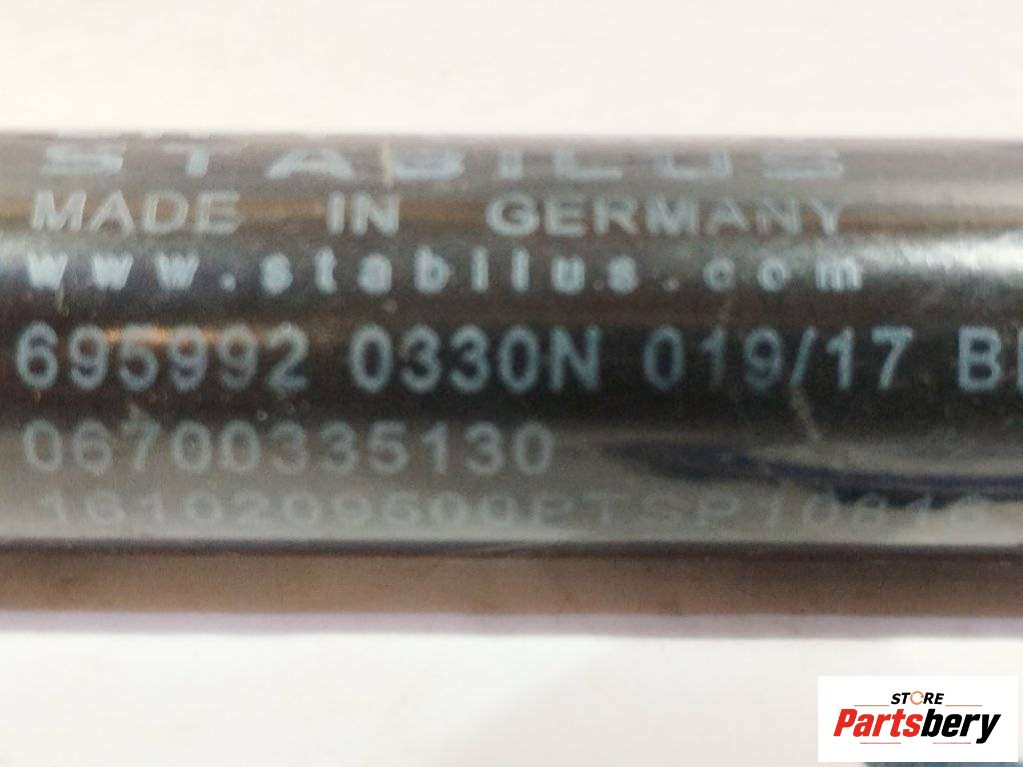 STABILUS
MADE IN GERMANY
www.stabilus.com
695992 0330N 019/17
06700335130
STORE
Partsbery